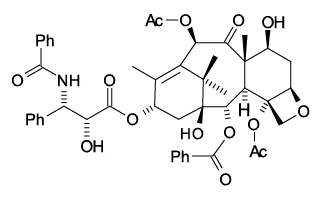 O
Ac O OH
Ph
O NH O
Ph O
OH HO H O
O O
Ph Ac
O